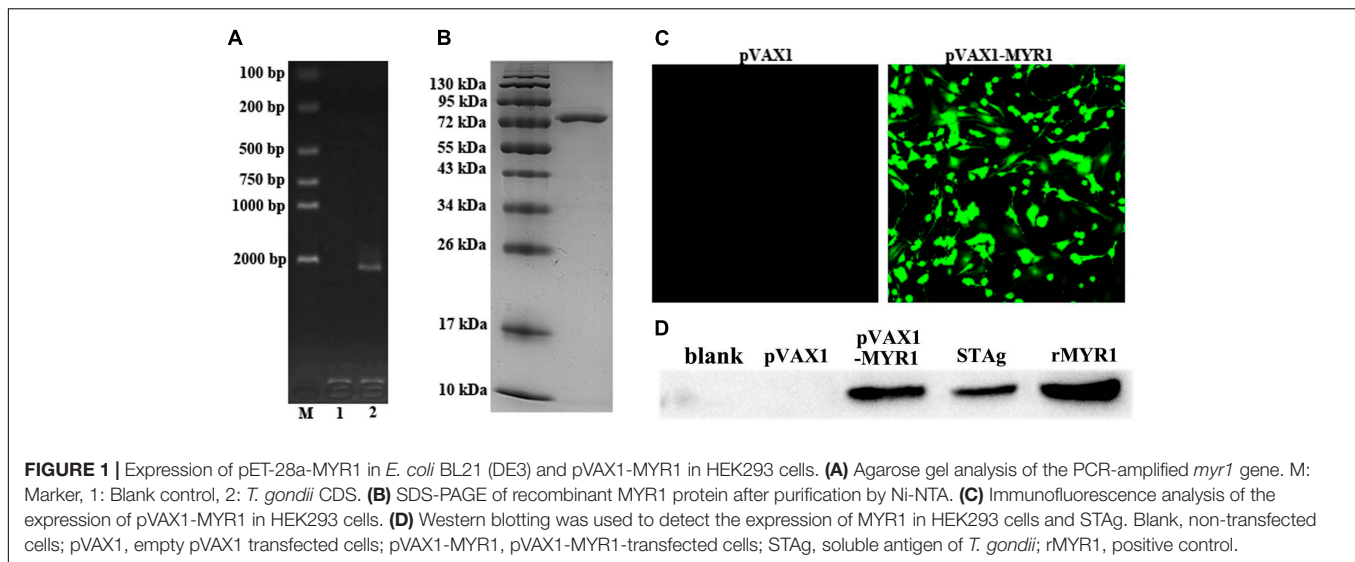 A
100 bp
200 bp
500 bp
750 bp
1000 bp
2000 bp
M 1 2
B
130 kDa
95 kDa
72 kDa
55 kDa
43 kDa
34 kDa
26 kDa
17 kDa
10 kDa
C
pVAX1 pVAX1-MYR1
D
blank pVAX1 pVAX1 -MYR1 STAg rMYR1
FIGURE 1 | Expression of pET-28a-MYR1 in E. coli BL21 (DE3) and pVAX1-MYR1 in HEK293 cells. (A) Agarose gel analysis of the PCR-amplified myr1 gene. M:
Marker, 1: Blank control, 2: T. gondii CDS. (B) SDS-PAGE of recombinant MYR1 protein after purification by Ni-NTA. (C) Immunofluorescence analysis of the
expression of pVAX1-MYR1 in HEK293 cells. (D) Western blotting was used to detect the expression of MYR1 in HEK293 cells and STAg. Blank, non-transfected
cells; pVAX1, empty pVAX1 transfected cells; pVAX1-MYR1, pVAX1-MYR1-transfected cells; STAg, soluble antigen of T. gondii; rMYR1, positive control.